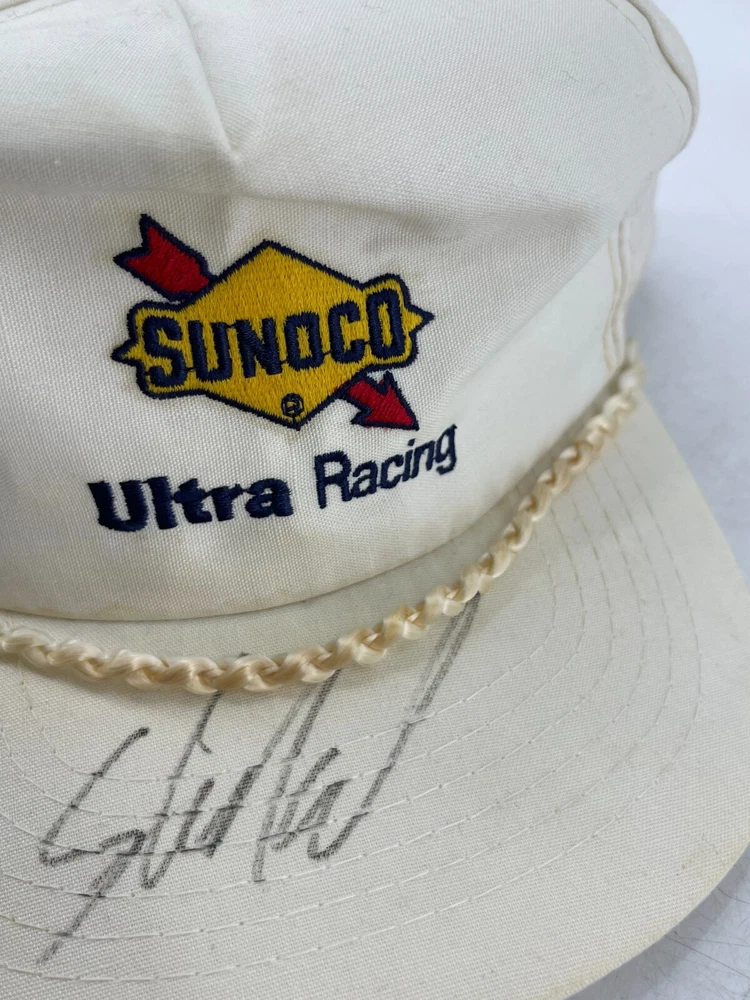 SUNOCO
®
Ultra Racing